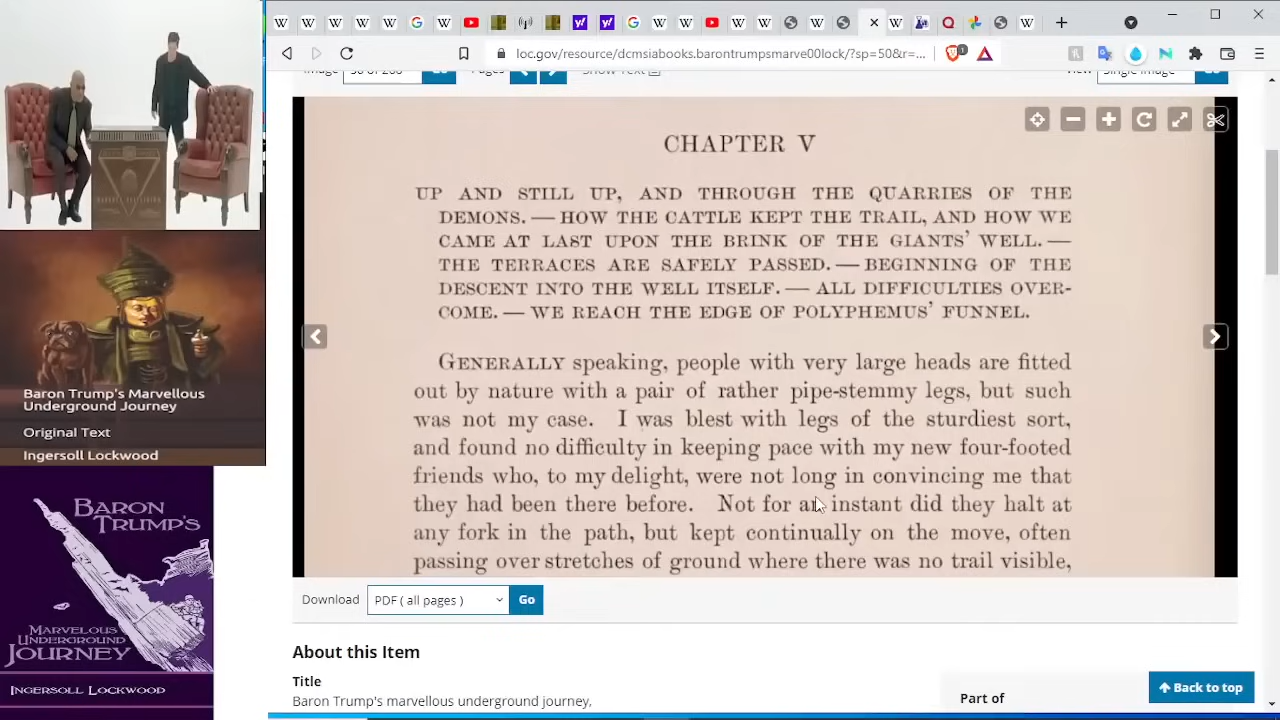 Baron Trump's Marvellous
Underground Journey
Original Text
Ingersoll Lockwood
BARON
TRUMP'S
MARVELOUS
UNDERGROUND
JOURNEY
INGERSOLL LOCKWOOD
loc.gov/resource/dcmsiabooks.barontrumpsmarve00lock/?sp=50&r=...
CHAPTER V
UP AND STILL UP, AND THROUGH THE QUARRIES OF THE
DEMONS. — HOW THE CATTLE KEPT THE TRAIL, AND HOW WE
CAME AT LAST UPON THE BRINK OF THE GIANTS' WELL. —
THE TERRACES ARE SAFELY PASSED. — BEGINNING OF THE
DESCENT INTO THE WELL ITSELF. — ALL DIFFICULTIES OVER-
COME. — WE REACH THE EDGE OF POLYPHEMUS' FUNNEL.
GENERALLY speaking, people with very large heads are fitted
out by nature with a pair of rather pipe-stemmy legs, but such
was not my case. I was blest with legs of the sturdiest sort,
and found no difficulty in keeping pace with my new four-footed
friends who, to my delight, were not long in convincing me that
they had been there before. Not for an instant did they halt at
any fork in the path, but kept continually on the move, often
passing over stretches of ground where there was no trail visible,
Download PDF ( all pages ) Go
About this Item
Title
Baron Trump's marvellous underground journey,
Part of
Back to top